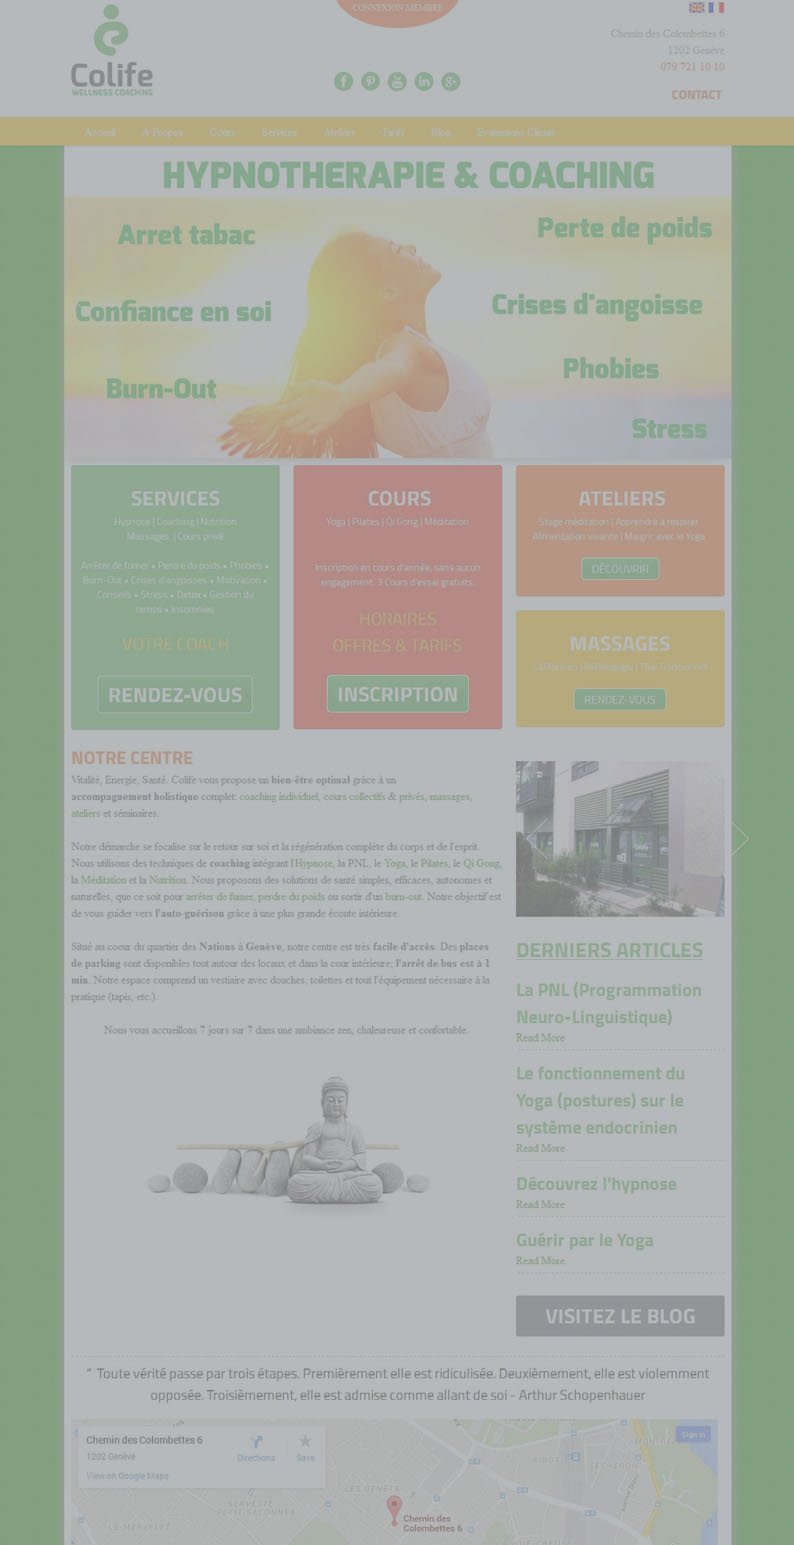 CONNEXION MEMBRE
Colife
WELLNESS COACHING
Chemin des Colombettes 6
1202 Genève
079 721 10 10
CONTACT
Accueil A Propos Cours Services Ateliers Tarifs Blog Evaluations Clients
HYPNOTHERAPIE & COACHING
Arret tabac
Perte de poids
Confiance en soi
Crises d'angoisse
Burn-Out
Phobies
Stress
SERVICES
Hypnose | Coaching | Nutrition
Massages | Cours privé
Arrêter de fumer • Perdre du poids • Phobies •
Burn-Out • Crises d'angoisses • Motivation •
Conseils • Stress • Detox • Gestion du
temps • Insomnies
VOTRE COACH
RENDEZ-VOUS
COURS
Yoga | Pilates | Qi Gong | Méditation
Inscription en cours d'année, sans aucun
engagement. 3 Cours d'essai gratuits.
HORAIRES
OFFRES & TARIFS
INSCRIPTION
ATELIERS
Stage méditation | Apprendre à respirer
Alimentation vivante | Maigrir avec le Yoga
DÉCOUVRIR
MASSAGES
Californien | Réflexologie | Thaï Traditionnel
RENDEZ-VOUS
NOTRE CENTRE
Vitalité, Energie, Santé. Colife vous propose un bien-être optimal grâce à un
accompagnement holistique complet: coaching individuel, cours collectifs & privés, massages,
ateliers et séminaires.
Notre démarche se focalise sur le retour sur soi et la régénération complète du corps et de l'esprit.
Nous utilisons des techniques de coaching intégrant l'Hypnose, la PNL, le Yoga, le Pilates, le Qi Gong,
la Méditation et la Nutrition. Nous proposons des solutions de santé simples, efficaces, autonomes et
naturelles, que ce soit pour arrêter de fumer, perdre du poids ou sortir d'un burn-out. Notre objectif est
de vous guider vers l'auto-guérison grâce à une plus grande écoute intérieure.
Situé au coeur du quartier des Nations à Genève, notre centre est très facile d'accès. Des places
de parking sont disponibles tout autour des locaux et dans la cour intérieure; l'arrêt de bus est à 1
min. Notre espace comprend un vestiaire avec douches, toilettes et tout l'équipement nécessaire à la
pratique (tapis, etc.).
Nous vous accueillons 7 jours sur 7 dans une ambiance zen, chaleureuse et confortable.
DERNIERS ARTICLES
La PNL (Programmation
Neuro-Linguistique)
Read More
Le fonctionnement du
Yoga (postures) sur le
système endocrinien
Read More
Découvrez l'hypnose
Read More
Guérir par le Yoga
Read More
VISITEZ LE BLOG
“ Toute vérité passe par trois étapes. Premièrement elle est ridiculisée. Deuxièmement, elle est violemment
opposée. Troisièmement, elle est admise comme allant de soi - Arthur Schopenhauer
Chemin des Colombettes 6
1202 Genève
View on Google Maps
Directions
Save
Sign in
RIGOT
SÉCHERON
LES GENÊTS
SERVETTE
PETIT-SACONNEX
LE MERVELET
Chemin des
Colombettes 6